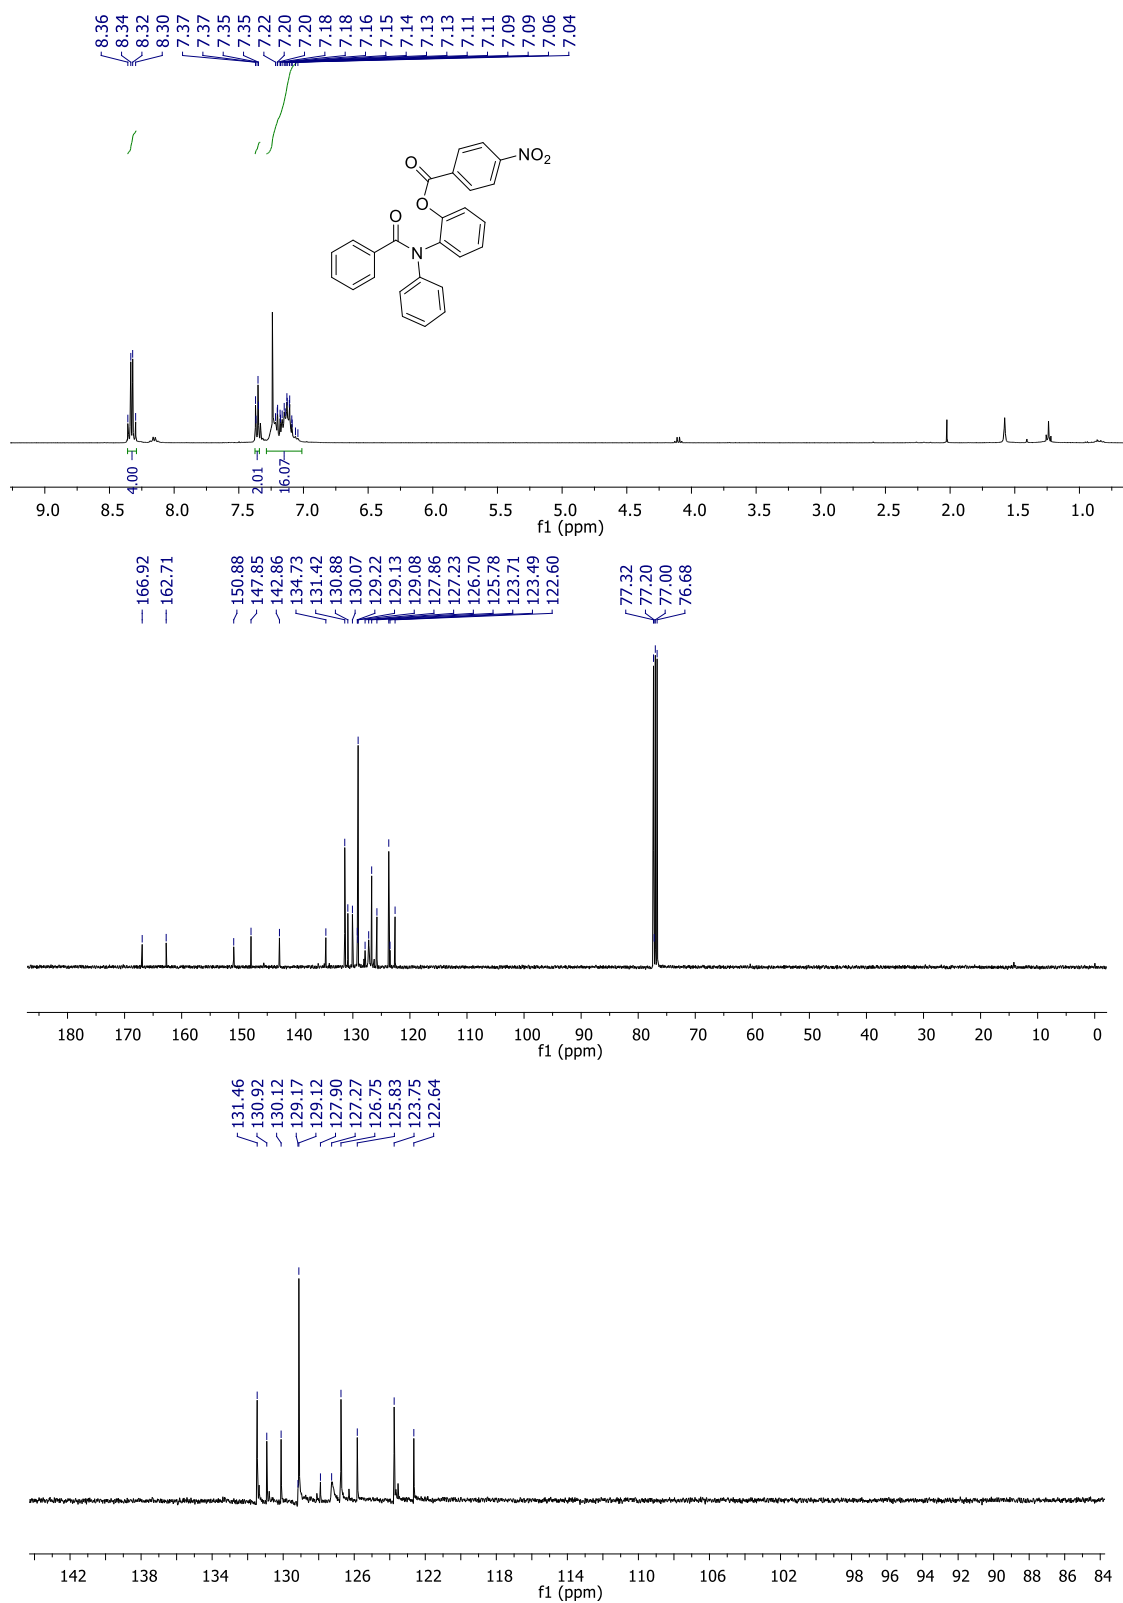 8.36 8.34 8.32 8.30 7.37 7.37 7.35 7.35 7.22 7.20 7.20 7.18 7.18 7.16 7.15 7.14 7.13 7.13 7.11 7.11 7.09 7.09 7.06 7.04
O NO2
O
O
N
4.00 2.01 16.07
9.0 8.5 8.0 7.5 7.0 6.5 6.0 5.5 5.0 4.5 4.0 3.5 3.0 2.5 2.0 1.5 1.0
f1 (ppm)
166.92 162.71 150.88 147.85 142.86 134.73 131.42 130.88 130.07 129.22 129.13 129.08 127.86 127.23 126.70 125.78 123.71 123.49 122.60 77.32 77.20 77.00 76.68
180 170 160 150 140 130 120 110 100 90 80 70 60 50 40 30 20 10 0
f1 (ppm)
131.46 130.92 130.12 129.17 129.12 127.90 127.27 126.75 125.83 123.75 122.64
142 138 134 130 126 122 118 114 110 106 102 98 96 94 92 90 88 86 84
f1 (ppm)